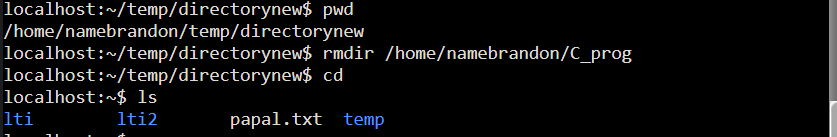 localhost:~/temp/directorynew$ pwd
/home/namebrandon/temp/directorynew
localhost:~/temp/directorynew$ rmdir /home/namebrandon/C_prog
localhost:~/temp/directorynew$ cd
localhost:~$ ls
lti lti2 papal.txt temp